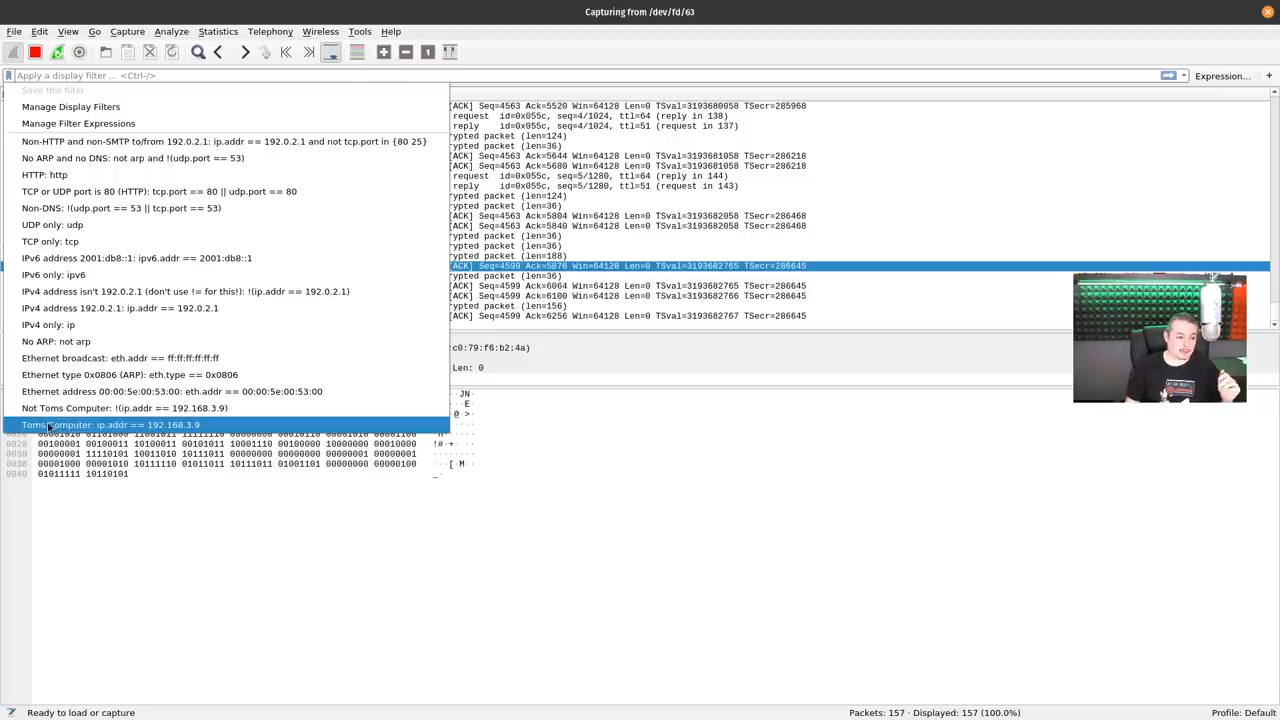 Capturing from /dev/fd/63
File Edit View Go Capture Analyze Statistics Telephony Wireless Tools Help
Apply a display filter ... <Ctrl-/>
Expression... +
Save this filter
Manage Display Filters
Manage Filter Expressions
Non-HTTP and non-SMTP to/from 192.0.2.1: ip.addr == 192.0.2.1 and not tcp.port in {80 25}
No ARP and no DNS: not arp and !(udp.port == 53)
HTTP: http
TCP or UDP port is 80 (HTTP): tcp.port == 80 || udp.port == 80
Non-DNS: !(udp.port == 53 || tcp.port == 53)
UDP only: udp
TCP only: tcp
IPv6 address 2001:db8::1: ipv6.addr == 2001:db8::1
IPv6 only: ipv6
IPv4 address isn't 192.0.2.1 (don't use != for this!): !(ip.addr == 192.0.2.1)
IPv4 address 192.0.2.1: ip.addr == 192.0.2.1
IPv4 only: ip
No ARP: not arp
Ethernet broadcast: eth.addr == ff:ff:ff:ff:ff:ff
Ethernet type 0x0806 (ARP): eth.type == 0x0806
Ethernet address 00:00:5e:00:53:00: eth.addr == 00:00:5e:00:53:00
Not Toms Computer: !(ip.addr == 192.168.3.9)
Toms Computer: ip.addr == 192.168.3.9
[ACK] Seq=4563 Ack=5520 Win=64128 Len=0 TSval=3193680058 TSecr=285968
request id=0x055c, seq=4/1024, ttl=64 (reply in 138)
reply id=0x055c, seq=4/1024, ttl=51 (request in 137)
rypted packet (len=124)
rypted packet (len=36)
[ACK] Seq=4563 Ack=5644 Win=64128 Len=0 TSval=3193681058 TSecr=286218
[ACK] Seq=4563 Ack=5680 Win=64128 Len=0 TSval=3193681058 TSecr=286218
request id=0x055c, seq=5/1280, ttl=64 (reply in 144)
reply id=0x055c, seq=5/1280, ttl=51 (request in 143)
rypted packet (len=124)
rypted packet (len=36)
[ACK] Seq=4563 Ack=5804 Win=64128 Len=0 TSval=3193682058 TSecr=286468
[ACK] Seq=4563 Ack=5840 Win=64128 Len=0 TSval=3193682058 TSecr=286468
rypted packet (len=36)
rypted packet (len=36)
rypted packet (len=188)
[ACK] Seq=4599 Ack=5876 Win=64128 Len=0 TSval=3193682765 TSecr=286645
rypted packet (len=36)
[ACK] Seq=4599 Ack=6064 Win=64128 Len=0 TSval=3193682766 TSecr=286645
[ACK] Seq=4599 Ack=6100 Win=64128 Len=0 TSval=3193682766 TSecr=286645
rypted packet (len=156)
[ACK] Seq=4599 Ack=6256 Win=64128 Len=0 TSval=3193682767 TSecr=286645
:c0:79:f6:b2:4a)
Len: 0
JN
E
@ >
0028 00100001 00100011 10100011 01011011 10001110 00100000 10000000 00010000 !#
0030 00000001 11110101 10010110 10101111 00000000 00000000 00000001 00000001
0038 00001000 00001010 10111110 01011011 10111011 01001101 00000000 00000100 [ M
0040 01011111 10110101 _
Ready to load or capture
Packets: 157 · Displayed: 157 (100.0%)
Profile: Default